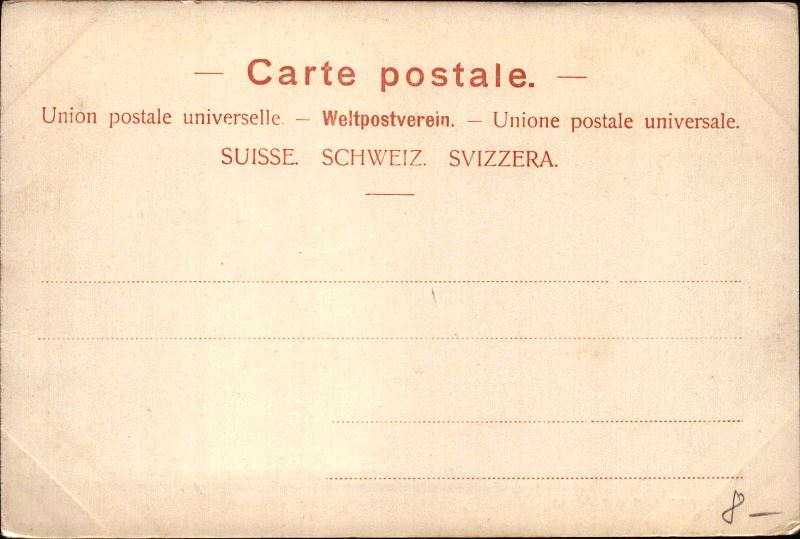 — Carte postale. —
Union postale universelle. — Weltpostverein. — Unione postale universale.
SUISSE. SCHWEIZ. SVIZZERA.
8—